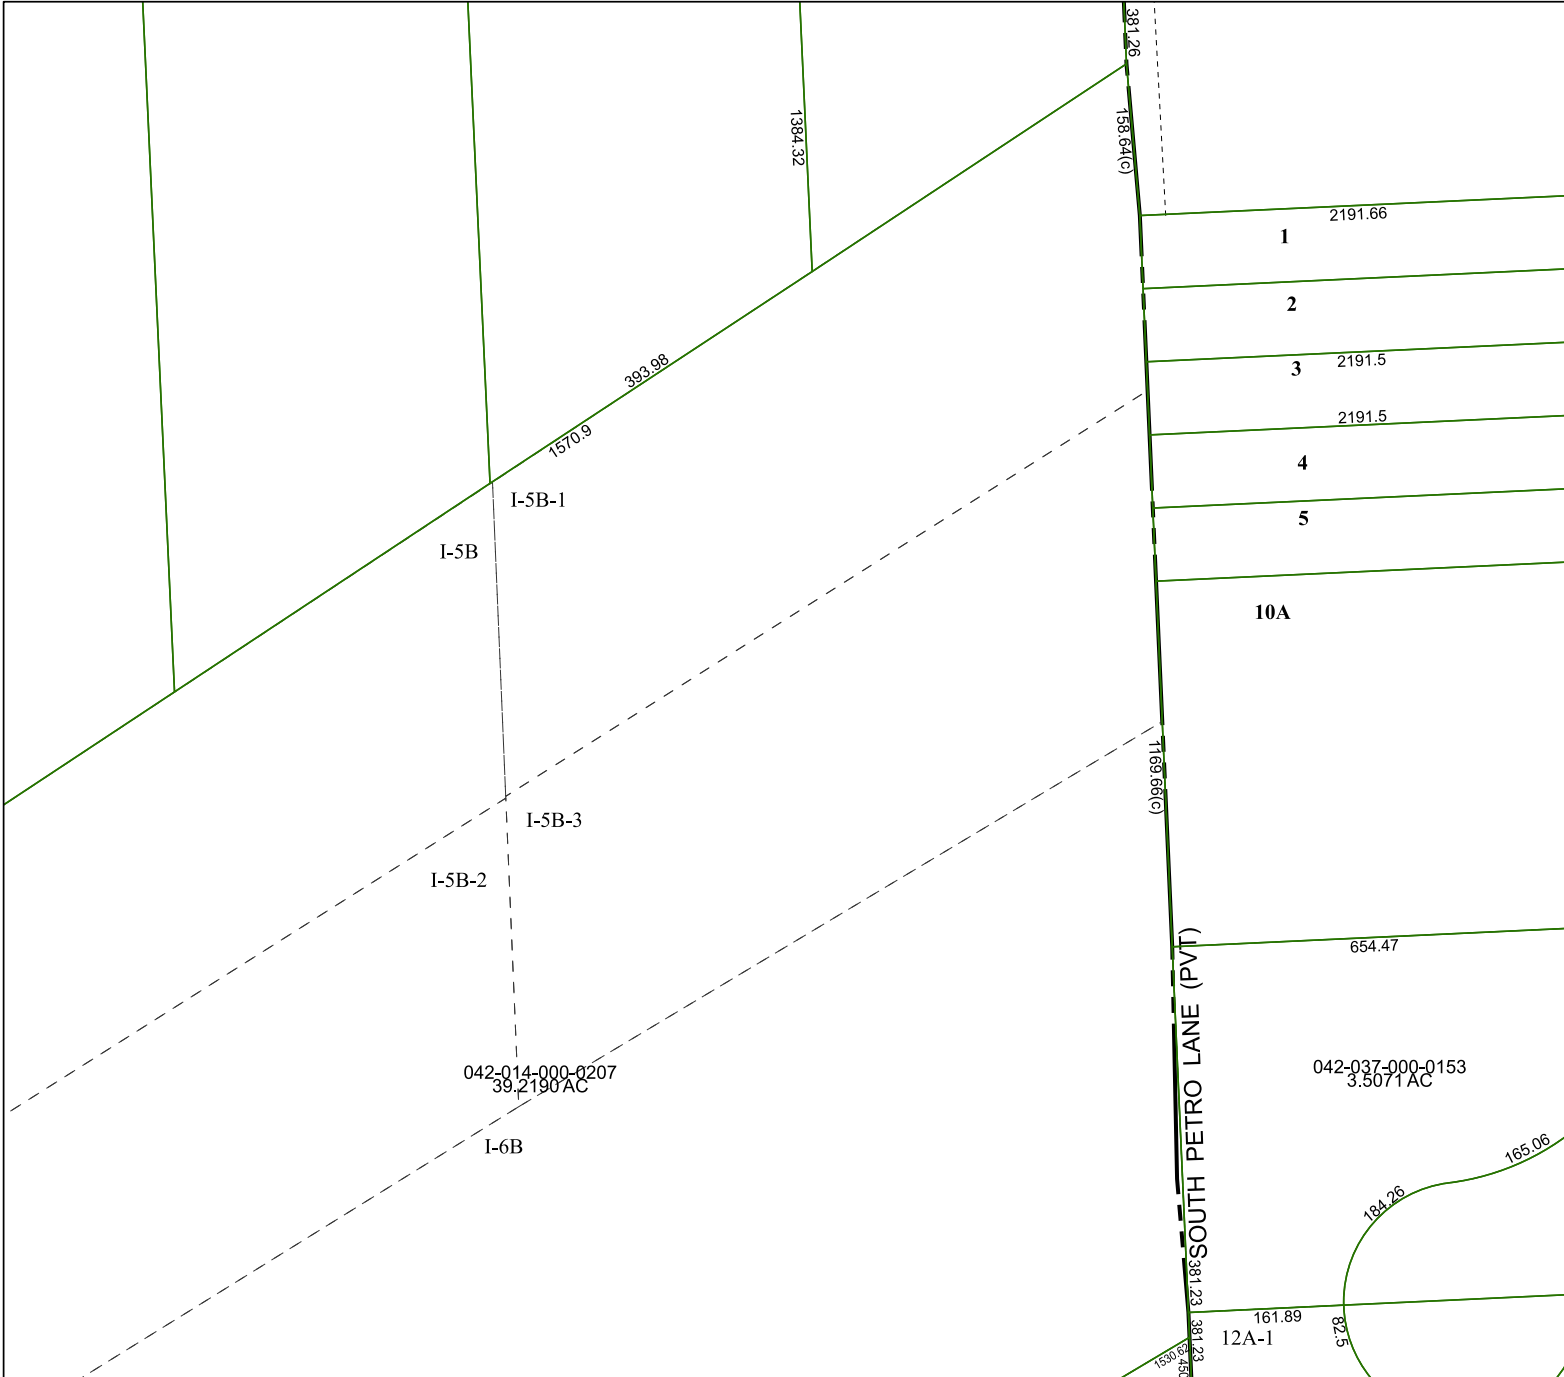 381.26
158.64(c)
1384.32
2191.66
1
2
393.98
2191.5
3
1570.9
2191.5
4
I-5B-1
5
I-5B
10A
1169.66(c)
I-5B-3
I-5B-2
654.47
SOUTH PETRO LANE (PVT)
042-014-000-0207
39.2190 AC
042-037-000-0153
3.5071 AC
I-6B
165.06
184.26
381.23
161.89
82.5
12A-1
381.23
1530.62
450